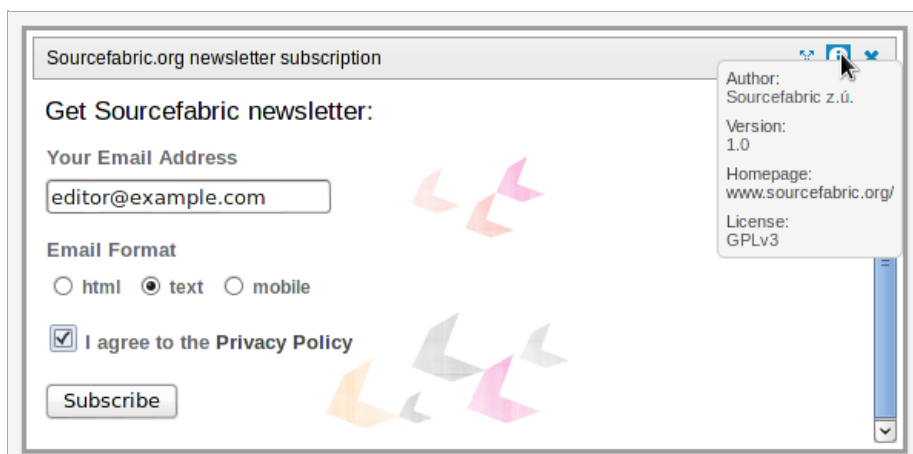 Sourcefabric.org newsletter subscription
Author:
Sourcefabric z.ú.
Version:
1.0
Homepage:
www.sourcefabric.org/
License:
GPLv3
Get Sourcefabric newsletter:
Your Email Address
editor@example.com
Email Format
html text mobile
I agree to the Privacy Policy
Subscribe